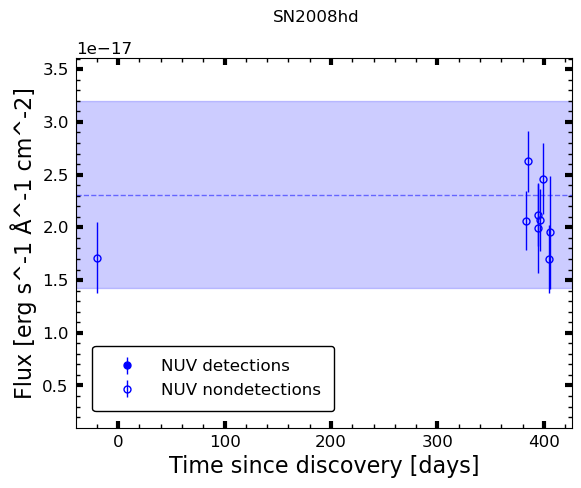 SN2008hd
1e−17
3.5
3.0
2.5
2.0
1.5
1.0
0.5
Flux [erg s^-1 Å^-1 cm^-2]
NUV detections
NUV nondetections
0 100 200 300 400
Time since discovery [days]